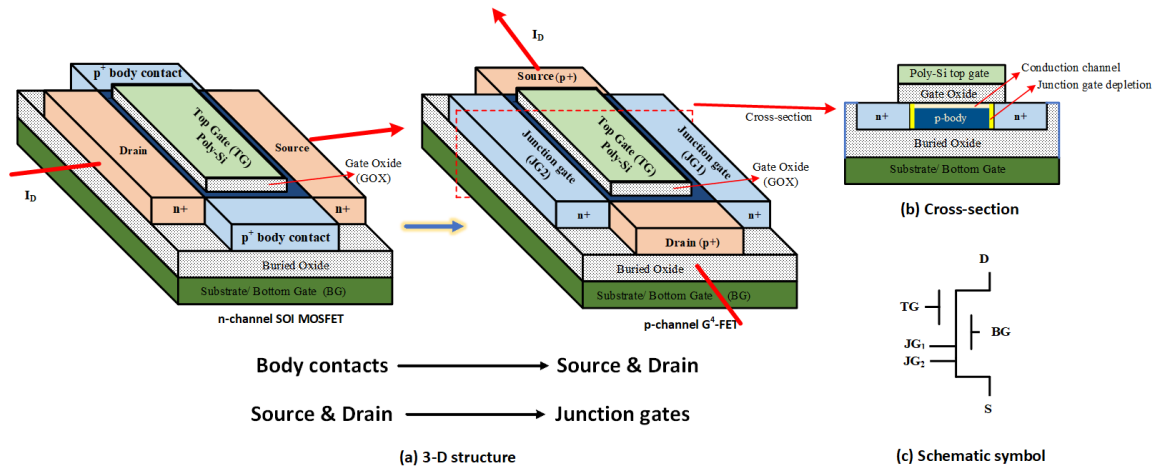 p+ body contact
Top Gate (TG)
Poly-Si
Drain
Source
Gate Oxide
(GOX)
ID
n+
n+
p+ body contact
Buried Oxide
Substrate/ Bottom Gate (BG)
n-channel SOI MOSFET
ID
Source (p+)
Top Gate (TG)
Poly-Si
Junction gate
(JG2)
Junction gate
(JG1)
Cross-section
Gate Oxide
(GOX)
n+
n+
Drain (p+)
Buried Oxide
Substrate/ Bottom Gate (BG)
p-channel G4-FET
Body contacts
Source & Drain
Source & Drain
Junction gates
(a) 3-D structure
Poly-Si top gate
Gate Oxide
Conduction channel
Junction gate depletion
n+
p-body
n+
Buried Oxide
Substrate/ Bottom Gate
(b) Cross-section
D
TG
BG
JG1
JG2
S
(c) Schematic symbol